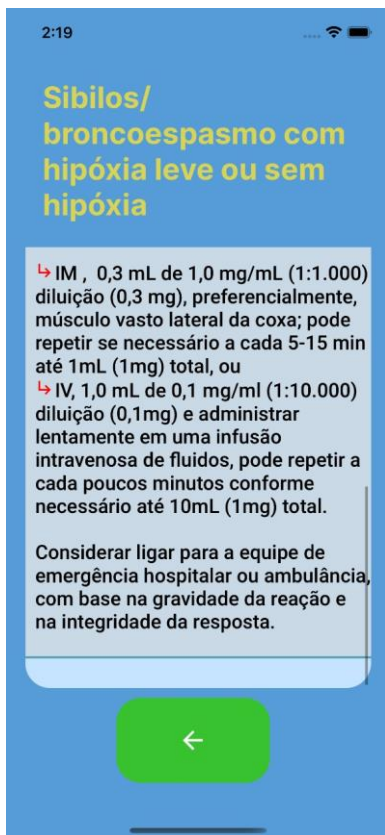 2:19
Sibilos/
broncoespasmo com
hipóxia leve ou sem
hipóxia
↳ IM , 0,3 mL de 1,0 mg/mL (1:1.000)
diluição (0,3 mg), preferencialmente,
músculo vasto lateral da coxa; pode
repetir se necessário a cada 5-15 min
até 1mL (1mg) total, ou
↳ IV, 1,0 mL de 0,1 mg/ml (1:10.000)
diluição (0,1mg) e administrar
lentamente em uma infusão
intravenosa de fluidos, pode repetir a
cada poucos minutos conforme
necessário até 10mL (1mg) total.
Considerar ligar para a equipe de
emergência hospitalar ou ambulância,
com base na gravidade da reação e
na integridade da resposta.